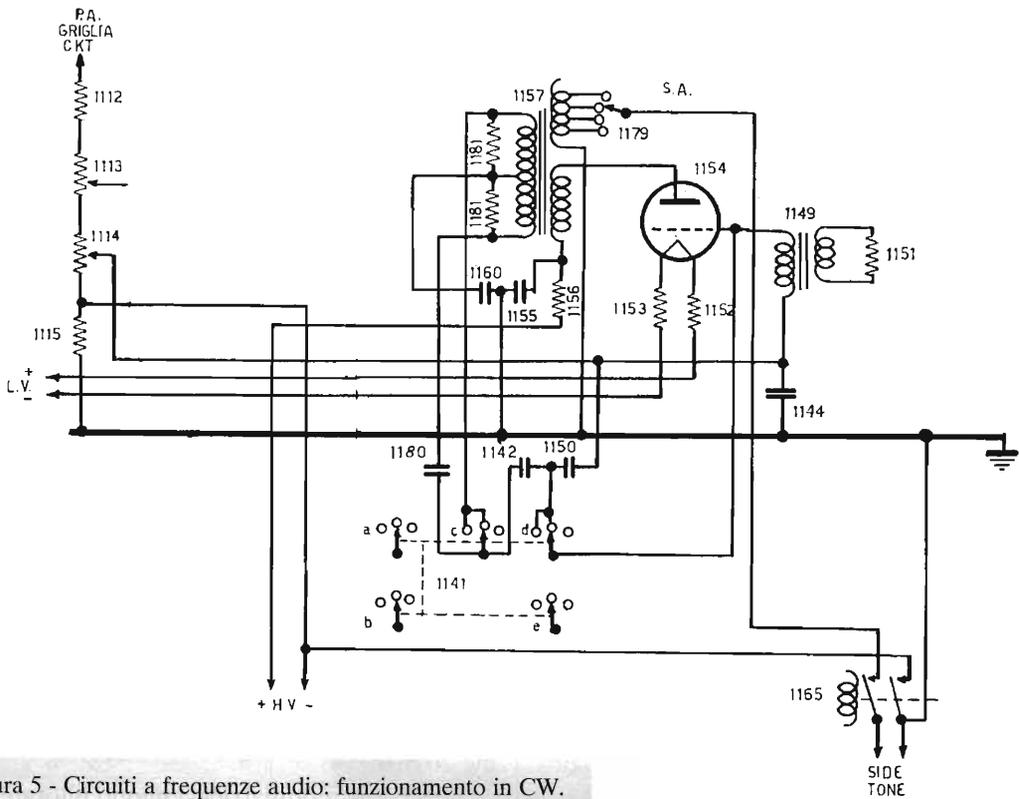 P.A.
GRIGLIA
CKT
1112
1113
1114
1115
L.V.
+
-
1157
S.A.
1179
1181
1181
1154
1149
1151
1160
1155
1156
1153
1152
1144
1180
1142
1150
a
c
d
1141
b
e
+ H V -
1165
SIDE
TONE
ura 5 - Circuiti a frequenze audio: funzionamento in CW.